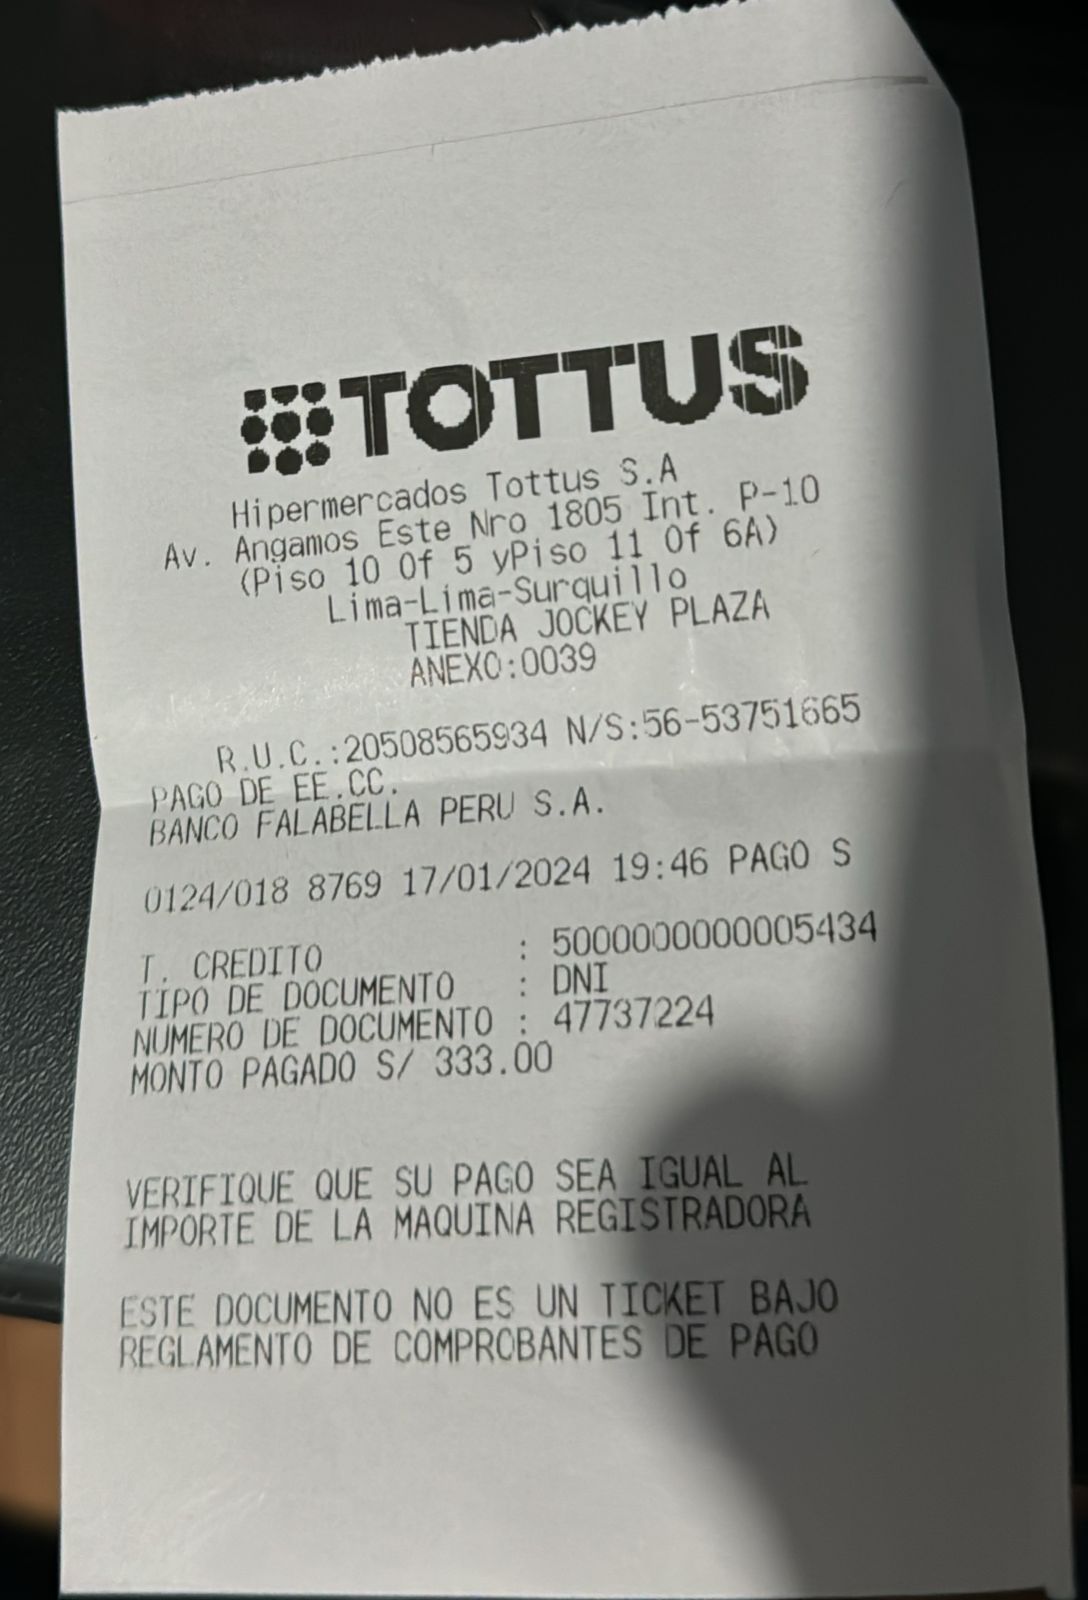 TOTTUS
Hipermercados Tottus S.A
Av. Angamos Este Nro 1805 Int. P-10
(Piso 10 Of 5 yPiso 11 Of 6A)
Lima-Lima-Surquillo
TIENDA JOCKEY PLAZA
ANEXO:0039
R.U.C.:20508565934 N/S:56-53751665
PAGO DE EE.CC.
BANCO FALABELLA PERU S.A.
0124/018 8769 17/01/2024 19:46 PAGO S
T. CREDITO : 5000000000005434
TIPO DE DOCUMENTO : DNI
NUMERO DE DOCUMENTO : 47737224
MONTO PAGADO S/ 333.00
VERIFIQUE QUE SU PAGO SEA IGUAL AL
IMPORTE DE LA MAQUINA REGISTRADORA
ESTE DOCUMENTO NO ES UN TICKET BAJO
REGLAMENTO DE COMPROBANTES DE PAGO